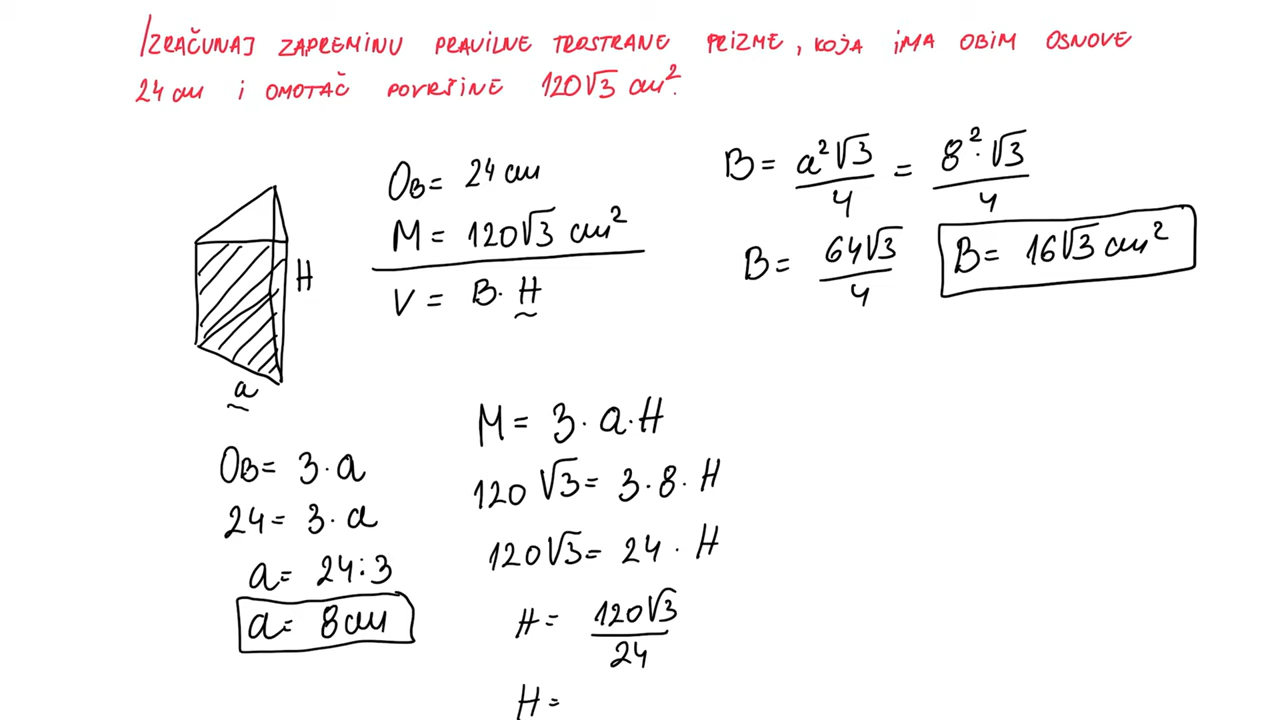 IZRAČUNAJ ZAPREMINU PRAVILNE TROSTRANE PRIZME, KOJA IMA OBIM OSNOVE
24 cm I OMOTAČ POVRŠINE 120√3 cm².
H
a
OB = 24 cm
M = 120√3 cm²
V = B · H
B = a²√3/4 = 8²·√3/4
B = 64√3/4
B = 16√3 cm²
OB = 3 · a
24 = 3 · a
a = 24:3
a = 8 cm
M = 3 · a · H
120√3 = 3 · 8 · H
120√3 = 24 · H
H = 120√3/24
H =